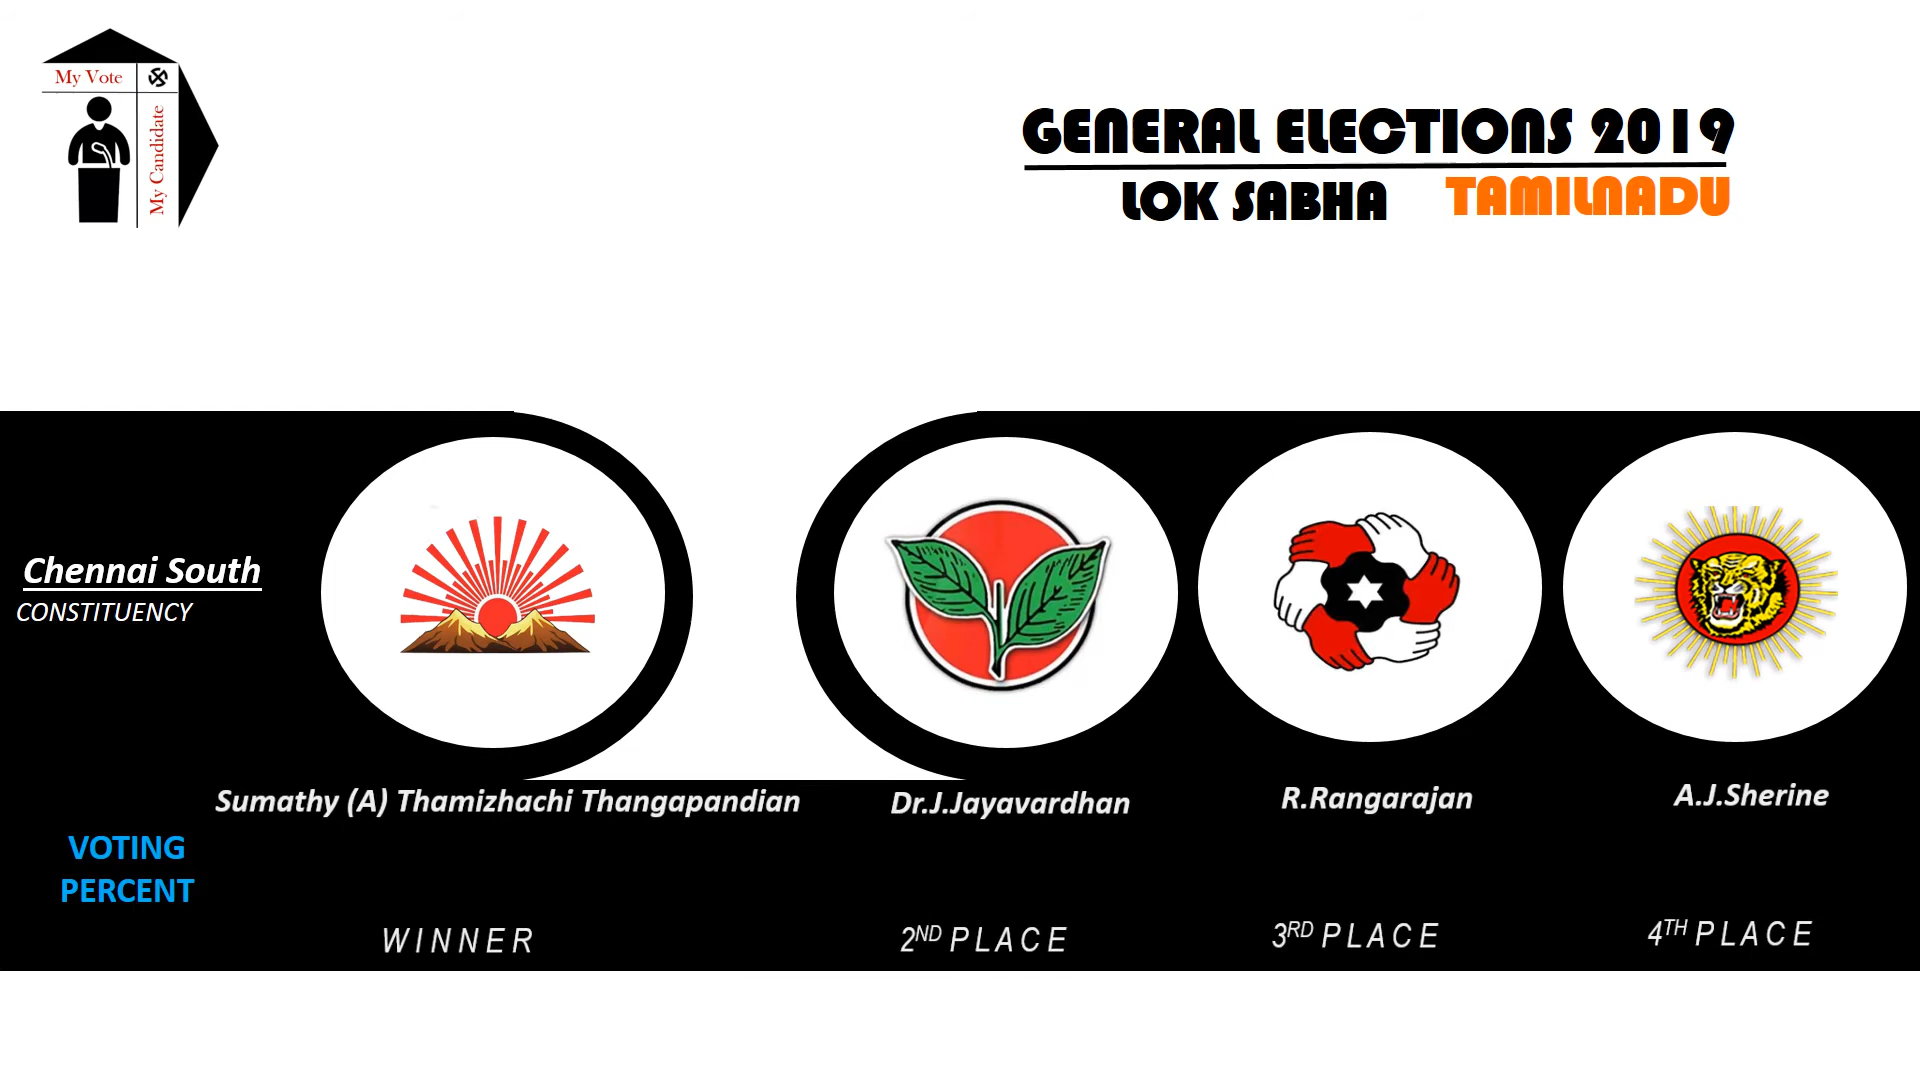 My Vote
My Candidate
GENERAL ELECTIONS 2019
LOK SABHA TAMILNADU
Chennai South
CONSTITUENCY
Sumathy (A) Thamizhachi Thangapandian
Dr.J.Jayavardhan
R.Rangarajan
A.J.Sherine
VOTING
PERCENT
WINNER
2ND PLACE
3RD PLACE
4TH PLACE